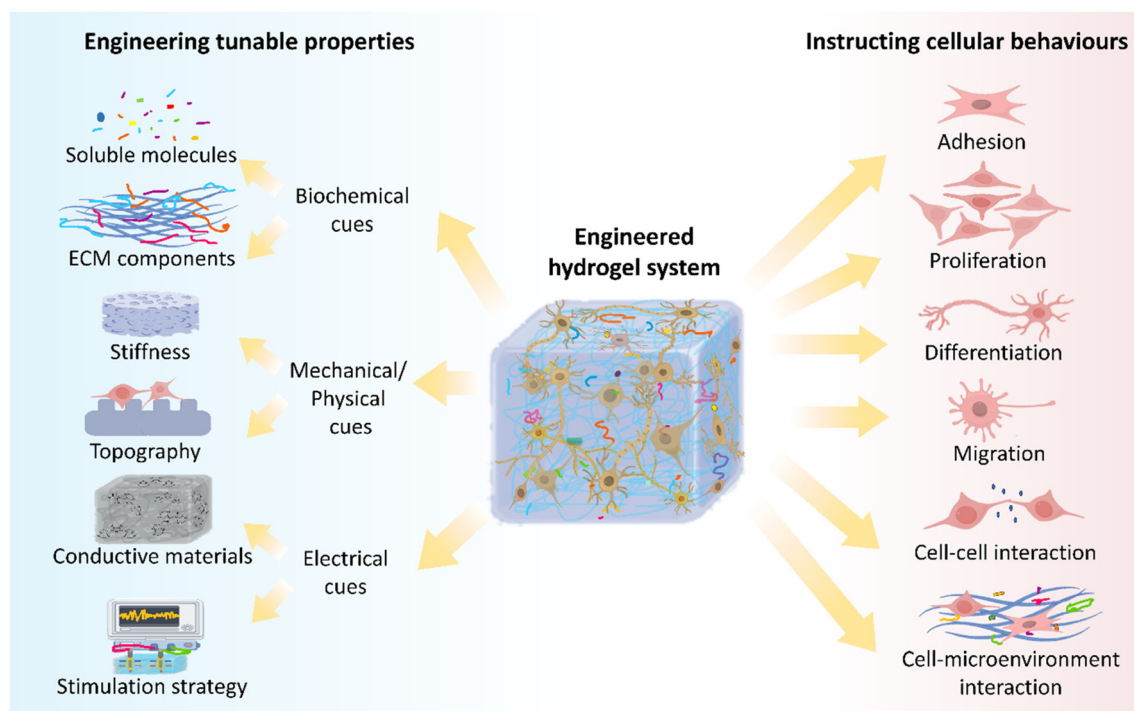 Engineering tunable properties
Soluble molecules
ECM components
Stiffness
Topography
Conductive materials
Stimulation strategy
Biochemical
cues
Mechanical/
Physical
cues
Electrical
cues
Engineered
hydrogel system
Instructing cellular behaviours
Adhesion
Proliferation
Differentiation
Migration
Cell-cell interaction
Cell-microenvironment
interaction